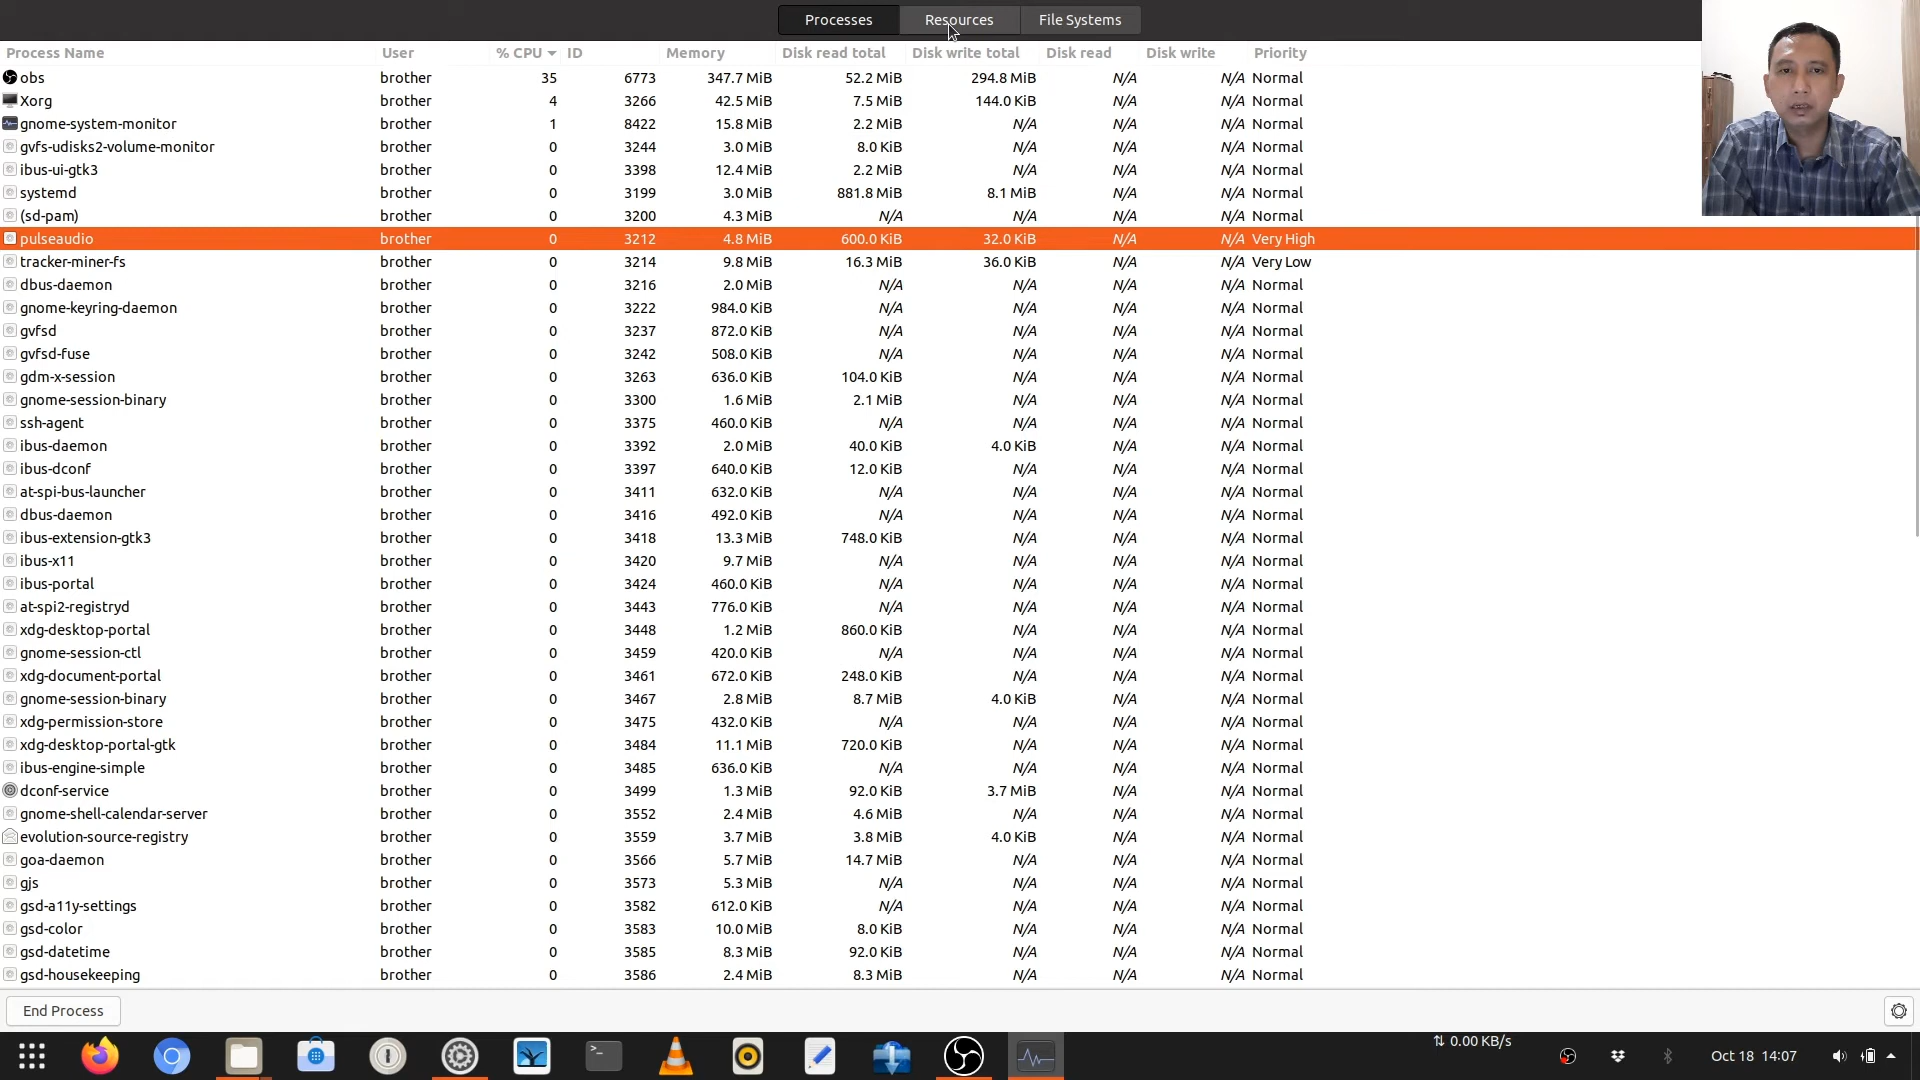 Processes Resources File Systems
Process Name User % CPU ID Memory Disk read total Disk write total Disk read Disk write Priority
obs brother 35 6773 347.7 MiB 52.2 MiB 294.8 MiB N/A N/A Normal
Xorg brother 4 3266 42.5 MiB 7.5 MiB 144.0 KiB N/A N/A Normal
gnome-system-monitor brother 1 8422 15.8 MiB 2.2 MiB N/A N/A N/A Normal
gvfs-udisks2-volume-monitor brother 0 3244 3.0 MiB 8.0 KiB N/A N/A N/A Normal
ibus-ui-gtk3 brother 0 3398 12.4 MiB 2.2 MiB N/A N/A N/A Normal
systemd brother 0 3199 3.0 MiB 881.8 MiB 8.1 MiB N/A N/A Normal
(sd-pam) brother 0 3200 4.3 MiB N/A N/A N/A N/A Normal
pulseaudio brother 0 3212 4.8 MiB 600.0 KiB 32.0 KiB N/A N/A Very High
tracker-miner-fs brother 0 3214 9.8 MiB 16.3 MiB 36.0 KiB N/A N/A Very Low
dbus-daemon brother 0 3216 2.0 MiB N/A N/A N/A N/A Normal
gnome-keyring-daemon brother 0 3222 984.0 KiB N/A N/A N/A N/A Normal
gvfsd brother 0 3237 872.0 KiB N/A N/A N/A N/A Normal
gvfsd-fuse brother 0 3242 508.0 KiB N/A N/A N/A N/A Normal
gdm-x-session brother 0 3263 636.0 KiB 104.0 KiB N/A N/A N/A Normal
gnome-session-binary brother 0 3300 1.6 MiB 2.1 MiB N/A N/A N/A Normal
ssh-agent brother 0 3375 460.0 KiB N/A N/A N/A N/A Normal
ibus-daemon brother 0 3392 2.0 MiB 40.0 KiB 4.0 KiB N/A N/A Normal
ibus-dconf brother 0 3397 640.0 KiB 12.0 KiB N/A N/A N/A Normal
at-spi-bus-launcher brother 0 3411 632.0 KiB N/A N/A N/A N/A Normal
dbus-daemon brother 0 3416 492.0 KiB N/A N/A N/A N/A Normal
ibus-extension-gtk3 brother 0 3418 13.3 MiB 748.0 KiB N/A N/A N/A Normal
ibus-x11 brother 0 3420 9.7 MiB N/A N/A N/A N/A Normal
ibus-portal brother 0 3424 460.0 KiB N/A N/A N/A N/A Normal
at-spi2-registryd brother 0 3443 776.0 KiB N/A N/A N/A N/A Normal
xdg-desktop-portal brother 0 3448 1.2 MiB 860.0 KiB N/A N/A N/A Normal
gnome-session-ctl brother 0 3459 420.0 KiB N/A N/A N/A N/A Normal
xdg-document-portal brother 0 3461 672.0 KiB 248.0 KiB N/A N/A N/A Normal
gnome-session-binary brother 0 3467 2.8 MiB 8.7 MiB 4.0 KiB N/A N/A Normal
xdg-permission-store brother 0 3475 432.0 KiB N/A N/A N/A N/A Normal
xdg-desktop-portal-gtk brother 0 3484 11.1 MiB 720.0 KiB N/A N/A N/A Normal
ibus-engine-simple brother 0 3485 636.0 KiB N/A N/A N/A N/A Normal
dconf-service brother 0 3499 1.3 MiB 92.0 KiB 3.7 MiB N/A N/A Normal
gnome-shell-calendar-server brother 0 3552 2.4 MiB 4.6 MiB N/A N/A N/A Normal
evolution-source-registry brother 0 3559 3.7 MiB 3.8 MiB 4.0 KiB N/A N/A Normal
goa-daemon brother 0 3566 5.7 MiB 14.7 MiB N/A N/A N/A Normal
gjs brother 0 3573 5.3 MiB N/A N/A N/A N/A Normal
gsd-a11y-settings brother 0 3582 612.0 KiB N/A N/A N/A N/A Normal
gsd-color brother 0 3583 10.0 MiB 8.0 KiB N/A N/A N/A Normal
gsd-datetime brother 0 3585 8.3 MiB 92.0 KiB N/A N/A N/A Normal
gsd-housekeeping brother 0 3586 2.4 MiB 8.3 MiB N/A N/A N/A Normal
End Process
0.00 KB/s
Oct 18 14:07